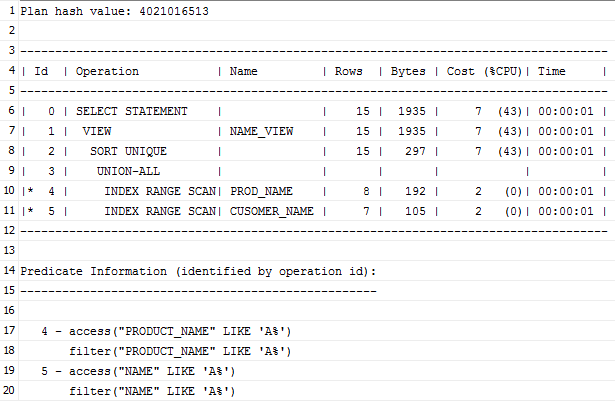 1 Plan hash value: 4021016513
2
3 ------------------------------------------------------------------------------------
4 | Id  | Operation          | Name         | Rows  | Bytes | Cost (%CPU)| Time     |
5 ------------------------------------------------------------------------------------
6 |   0 | SELECT STATEMENT   |              |    15 |  1935 |     7  (43)| 00:00:01 |
7 |   1 |  VIEW              | NAME_VIEW    |    15 |  1935 |     7  (43)| 00:00:01 |
8 |   2 |   SORT UNIQUE      |              |    15 |   297 |     7  (43)| 00:00:01 |
9 |   3 |    UNION-ALL       |              |       |       |            |          |
10 |*  4 |     INDEX RANGE SCAN| PROD_NAME    |     8 |   192 |     2   (0)| 00:00:01 |
11 |*  5 |     INDEX RANGE SCAN| CUSOMER_NAME |     7 |   105 |     2   (0)| 00:00:01 |
12 ------------------------------------------------------------------------------------
13
14 Predicate Information (identified by operation id):
15 ---------------------------------------------------
16
17    4 - access("PRODUCT_NAME" LIKE 'A%')
18        filter("PRODUCT_NAME" LIKE 'A%')
19    5 - access("NAME" LIKE 'A%')
20        filter("NAME" LIKE 'A%')